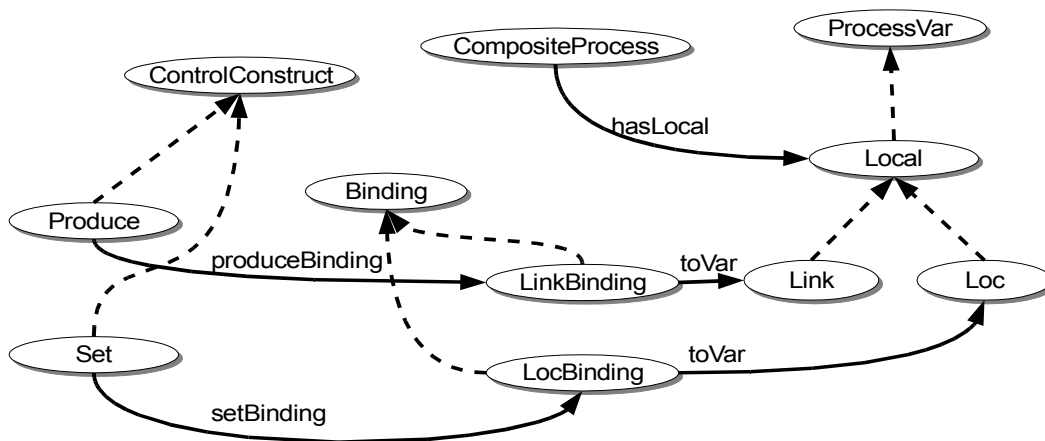 ProcessVar
CompositeProcess
ControlConstruct
hasLocal
Local
Binding
Produce
produceBinding
LinkBinding
toVar
Link
Loc
Set
toVar
LocBinding
setBinding